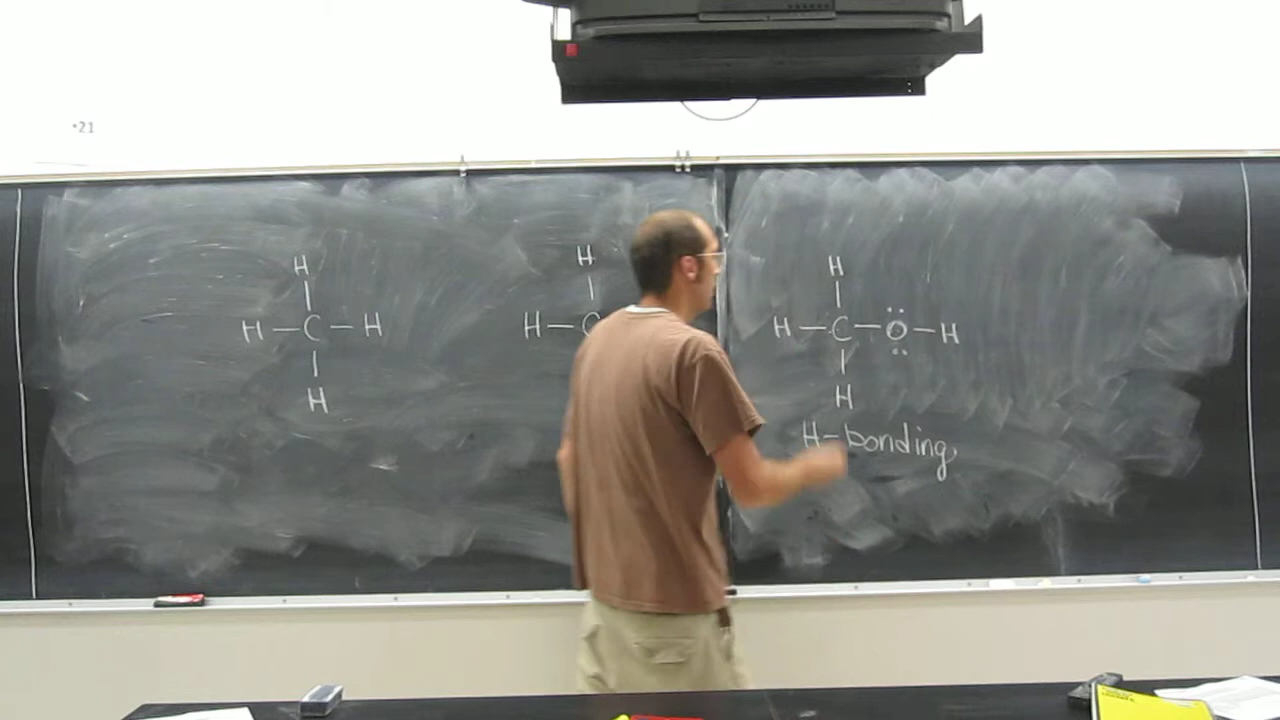 •21
H
H
H
H — C — H
H — C
H — C — O — H
H
H
H-bonding